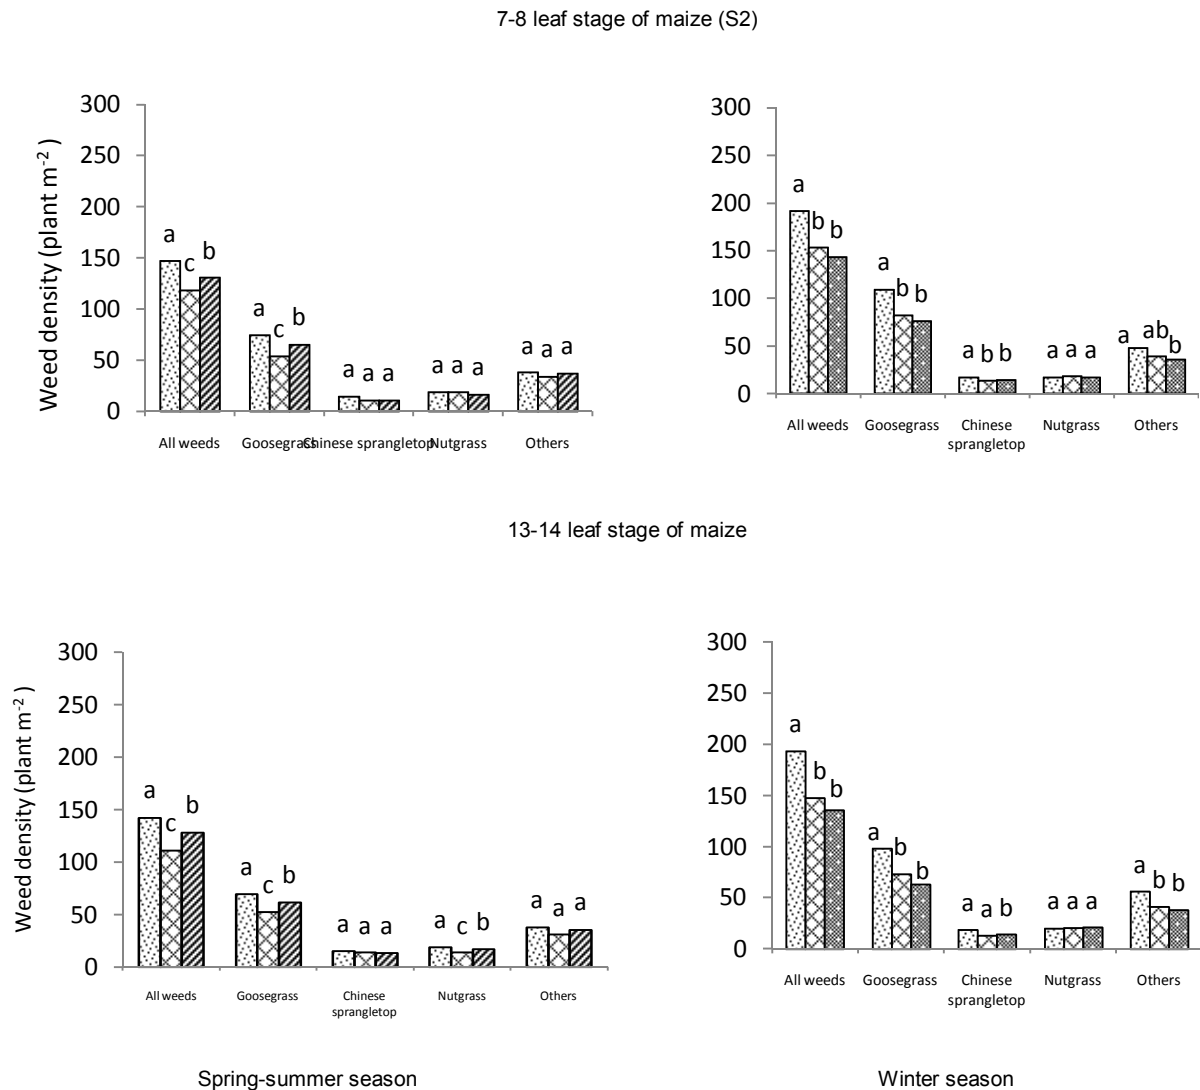 7-8 leaf stage of maize (S2)
Weed density (plant m-2 )
300
250
200
150
100
50
0
a
c
b
a
c
b
a a a
a a a
a a a
All weeds
Goosegrass
Chinese sprangletop
Nutgrass
Others
300
250
200
150
100
50
0
a
b b
a
b b
a b b
a a a
a
ab
b
All weeds
Goosegrass
Chinese
sprangletop
Nutgrass
Others
13-14 leaf stage of maize
Weed density (plant m-2 )
300
250
200
150
100
50
0
a
c
b
a
c
b
a a a
a c b
a a a
All weeds
Goosegrass
Chinese
sprangletop
Nutgrass
Others
300
250
200
150
100
50
0
a
b
b
a
b
b
a a b
a a a
a
b b
All weeds
Goosegrass
Chinese
sprangletop
Nutgrass
Others
Spring-summer season
Winter season